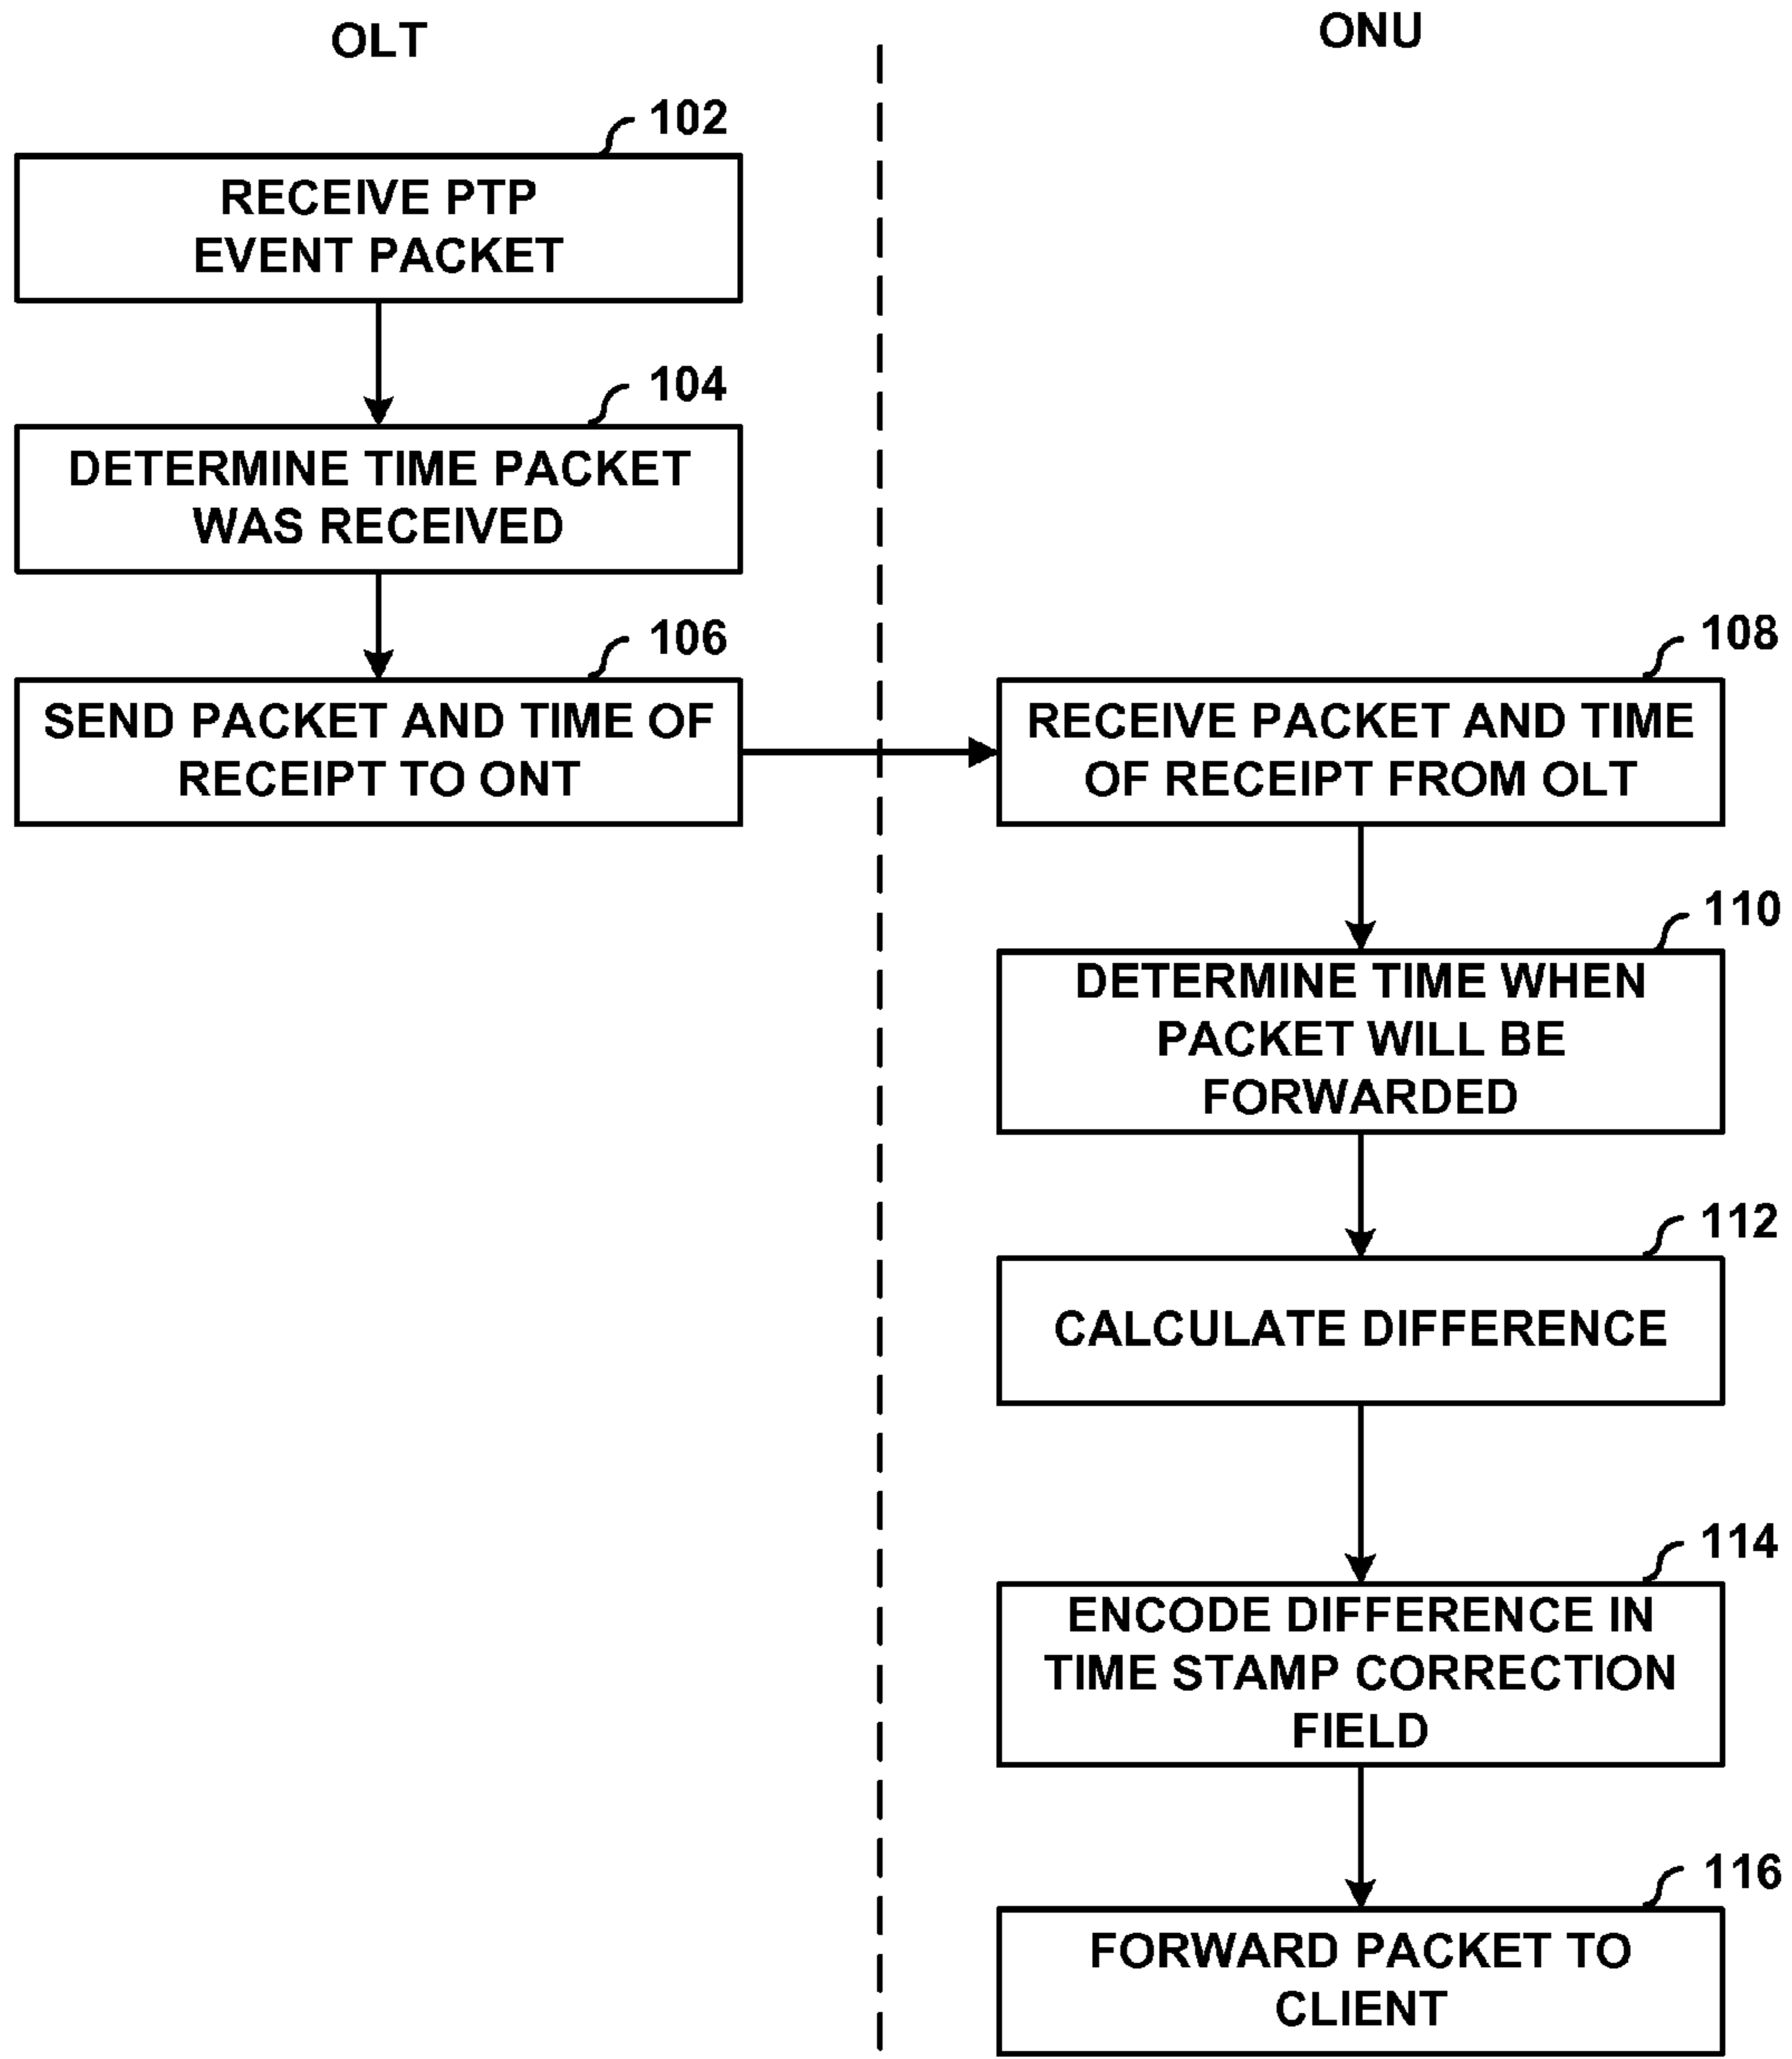 OLT
102
RECEIVE PTP
EVENT PACKET
104
DETERMINE TIME PACKET
WAS RECEIVED
106
SEND PACKET AND TIME OF
RECEIPT TO ONT
ONU
108
RECEIVE PACKET AND TIME
OF RECEIPT FROM OLT
110
DETERMINE TIME WHEN
PACKET WILL BE
FORWARDED
112
CALCULATE DIFFERENCE
114
ENCODE DIFFERENCE IN
TIME STAMP CORRECTION
FIELD
116
FORWARD PACKET TO
CLIENT